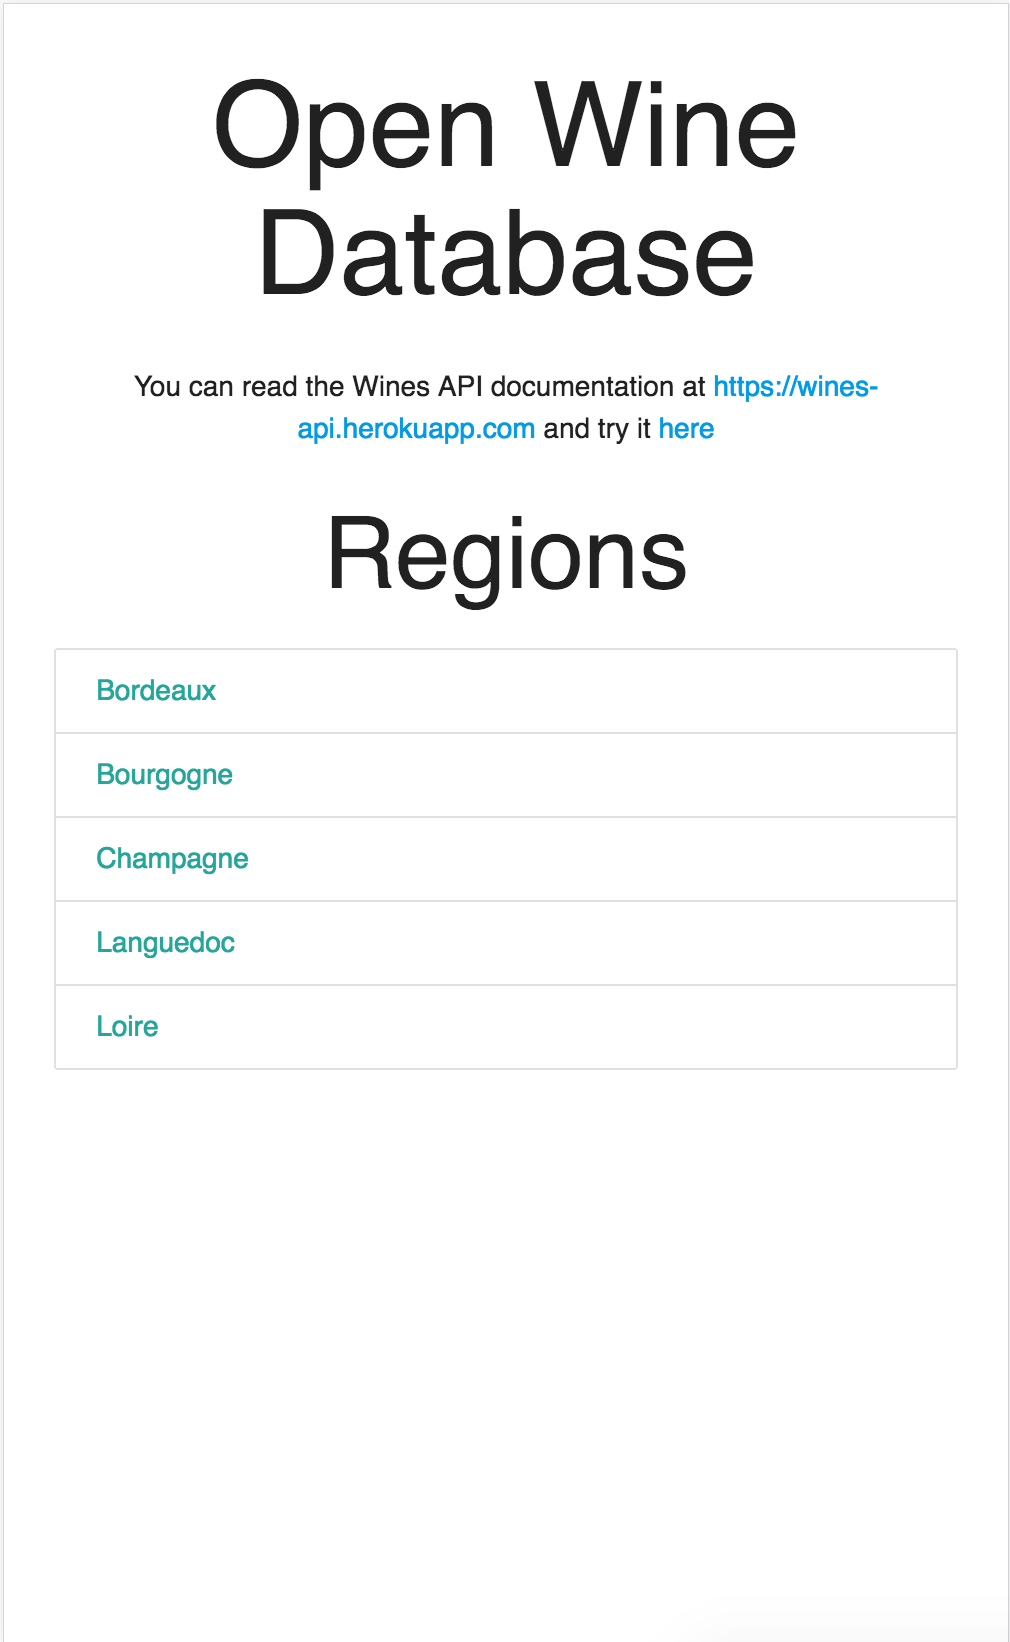 Open Wine
Database
You can read the Wines API documentation at https://wines-
api.herokuapp.com and try it here
Regions
Bordeaux
Bourgogne
Champagne
Languedoc
Loire